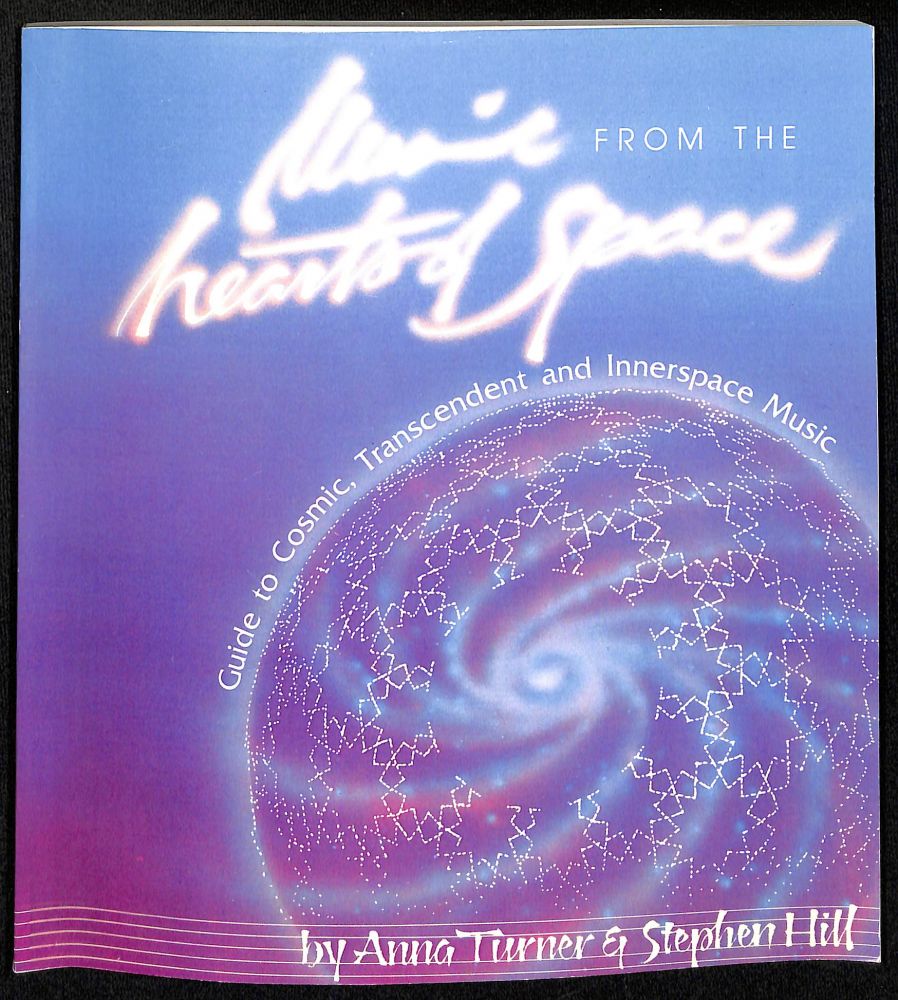 Music FROM THE
hearts of Space
Guide to Cosmic, Transcendent and Innerspace Music
by Anna Turner & Stephen Hill